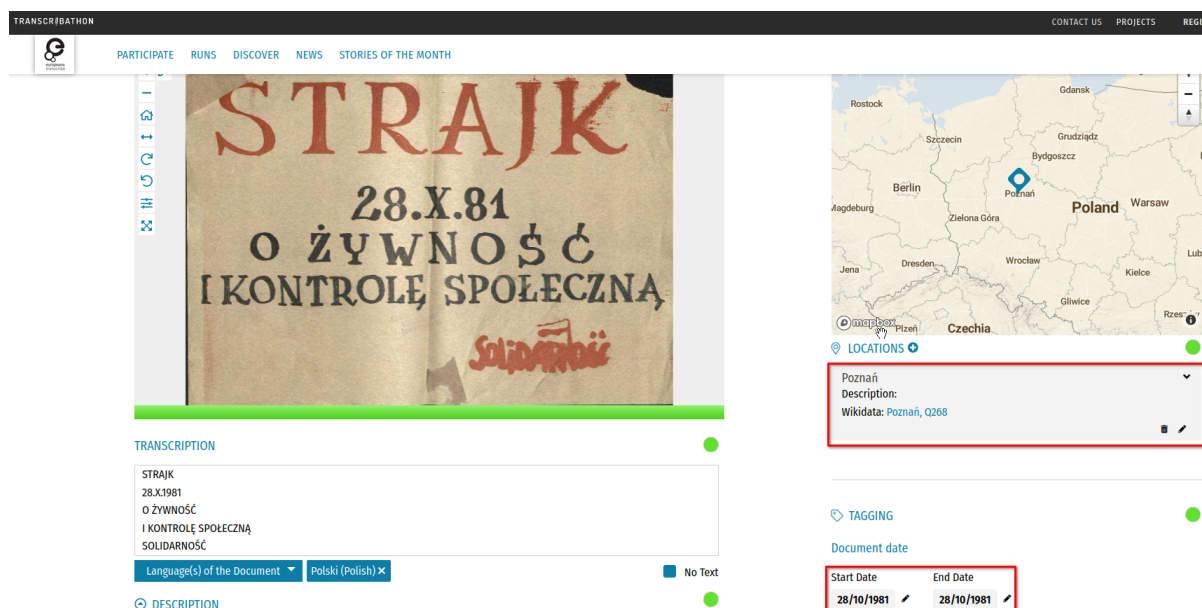 TRANSCRIBATHON
CONTACT US PROJECTS
europeana
transcribe
PARTICIPATE RUNS DISCOVER NEWS STORIES OF THE MONTH
STRAJK
28.X.81
O ŻYWNOŚĆ
I KONTROLĘ SPOŁECZNĄ
SOLIDARNOŚĆ
Gdansk
Rostock
Szczecin
Grudziądz
Bydgoszcz
Berlin
Poznań
Magdeburg
Poland
Warsaw
Zielona Góra
Jena
Dresden
Wrocław
Kielce
Gliwice
mapbox
Plzeň
Czechia
LOCATIONS
Poznań
Description:
Wikidata: Poznań, Q268
TRANSCRIPTION
STRAJK
28.X.1981
O ŻYWNOŚĆ
I KONTROLĘ SPOŁECZNĄ
SOLIDARNOŚĆ
Language(s) of the Document Polski (Polish) No Text
DESCRIPTION
TAGGING
Document date
Start Date End Date
28/10/1981 28/10/1981